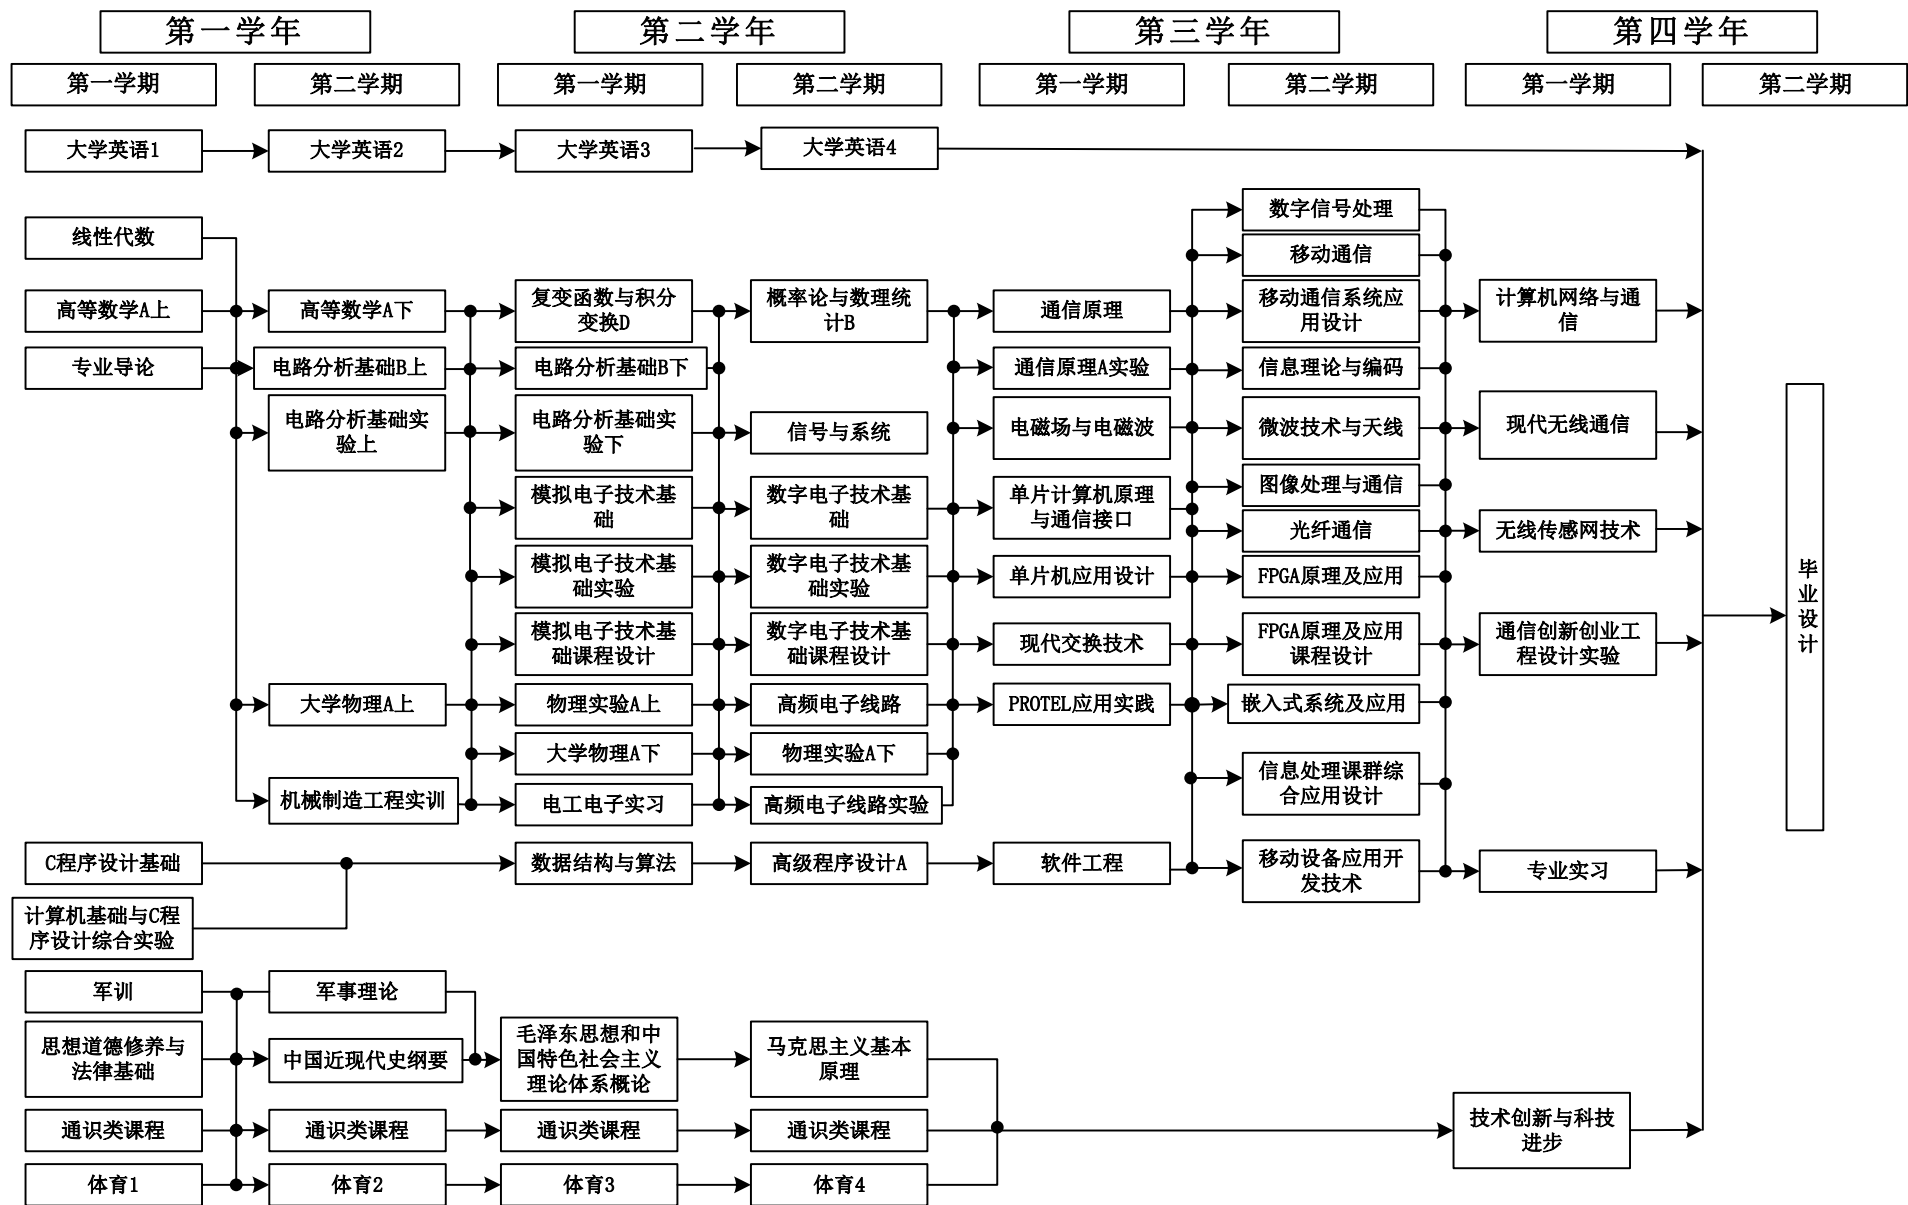 第一学年
第二学年
第三学年
第四学年
第一学期
第二学期
第一学期
第二学期
第一学期
第二学期
第一学期
第二学期
大学英语1
大学英语2
大学英语3
大学英语4
数字信号处理
线性代数
移动通信
高等数学A上
高等数学A下
复变函数与积分
变换D
概率论与数理统
计B
通信原理
移动通信系统应
用设计
计算机网络与通
信
专业导论
电路分析基础B上
电路分析基础B下
通信原理A实验
信息理论与编码
电路分析基础实
验上
电路分析基础实
验下
信号与系统
电磁场与电磁波
微波技术与天线
现代无线通信
模拟电子技术基
础
数字电子技术基
础
单片计算机原理
与通信接口
图像处理与通信
光纤通信
无线传感网技术
模拟电子技术基
础实验
数字电子技术基
础实验
单片机应用设计
FPGA原理及应用
毕
业
设
计
模拟电子技术基
础课程设计
数字电子技术基
础课程设计
现代交换技术
FPGA原理及应用
课程设计
通信创新创业工
程设计实验
大学物理A上
物理实验A上
高频电子线路
PROTEL应用实践
嵌入式系统及应用
大学物理A下
物理实验A下
信息处理课群综
合应用设计
机械制造工程实训
电工电子实习
高频电子线路实验
C程序设计基础
数据结构与算法
高级程序设计A
软件工程
移动设备应用开
发技术
专业实习
计算机基础与C程
序设计综合实验
军训
军事理论
思想道德修养与
法律基础
中国近现代史纲要
毛泽东思想和中
国特色社会主义
理论体系概论
马克思主义基本
原理
通识类课程
通识类课程
通识类课程
通识类课程
技术创新与科技
进步
体育1
体育2
体育3
体育4